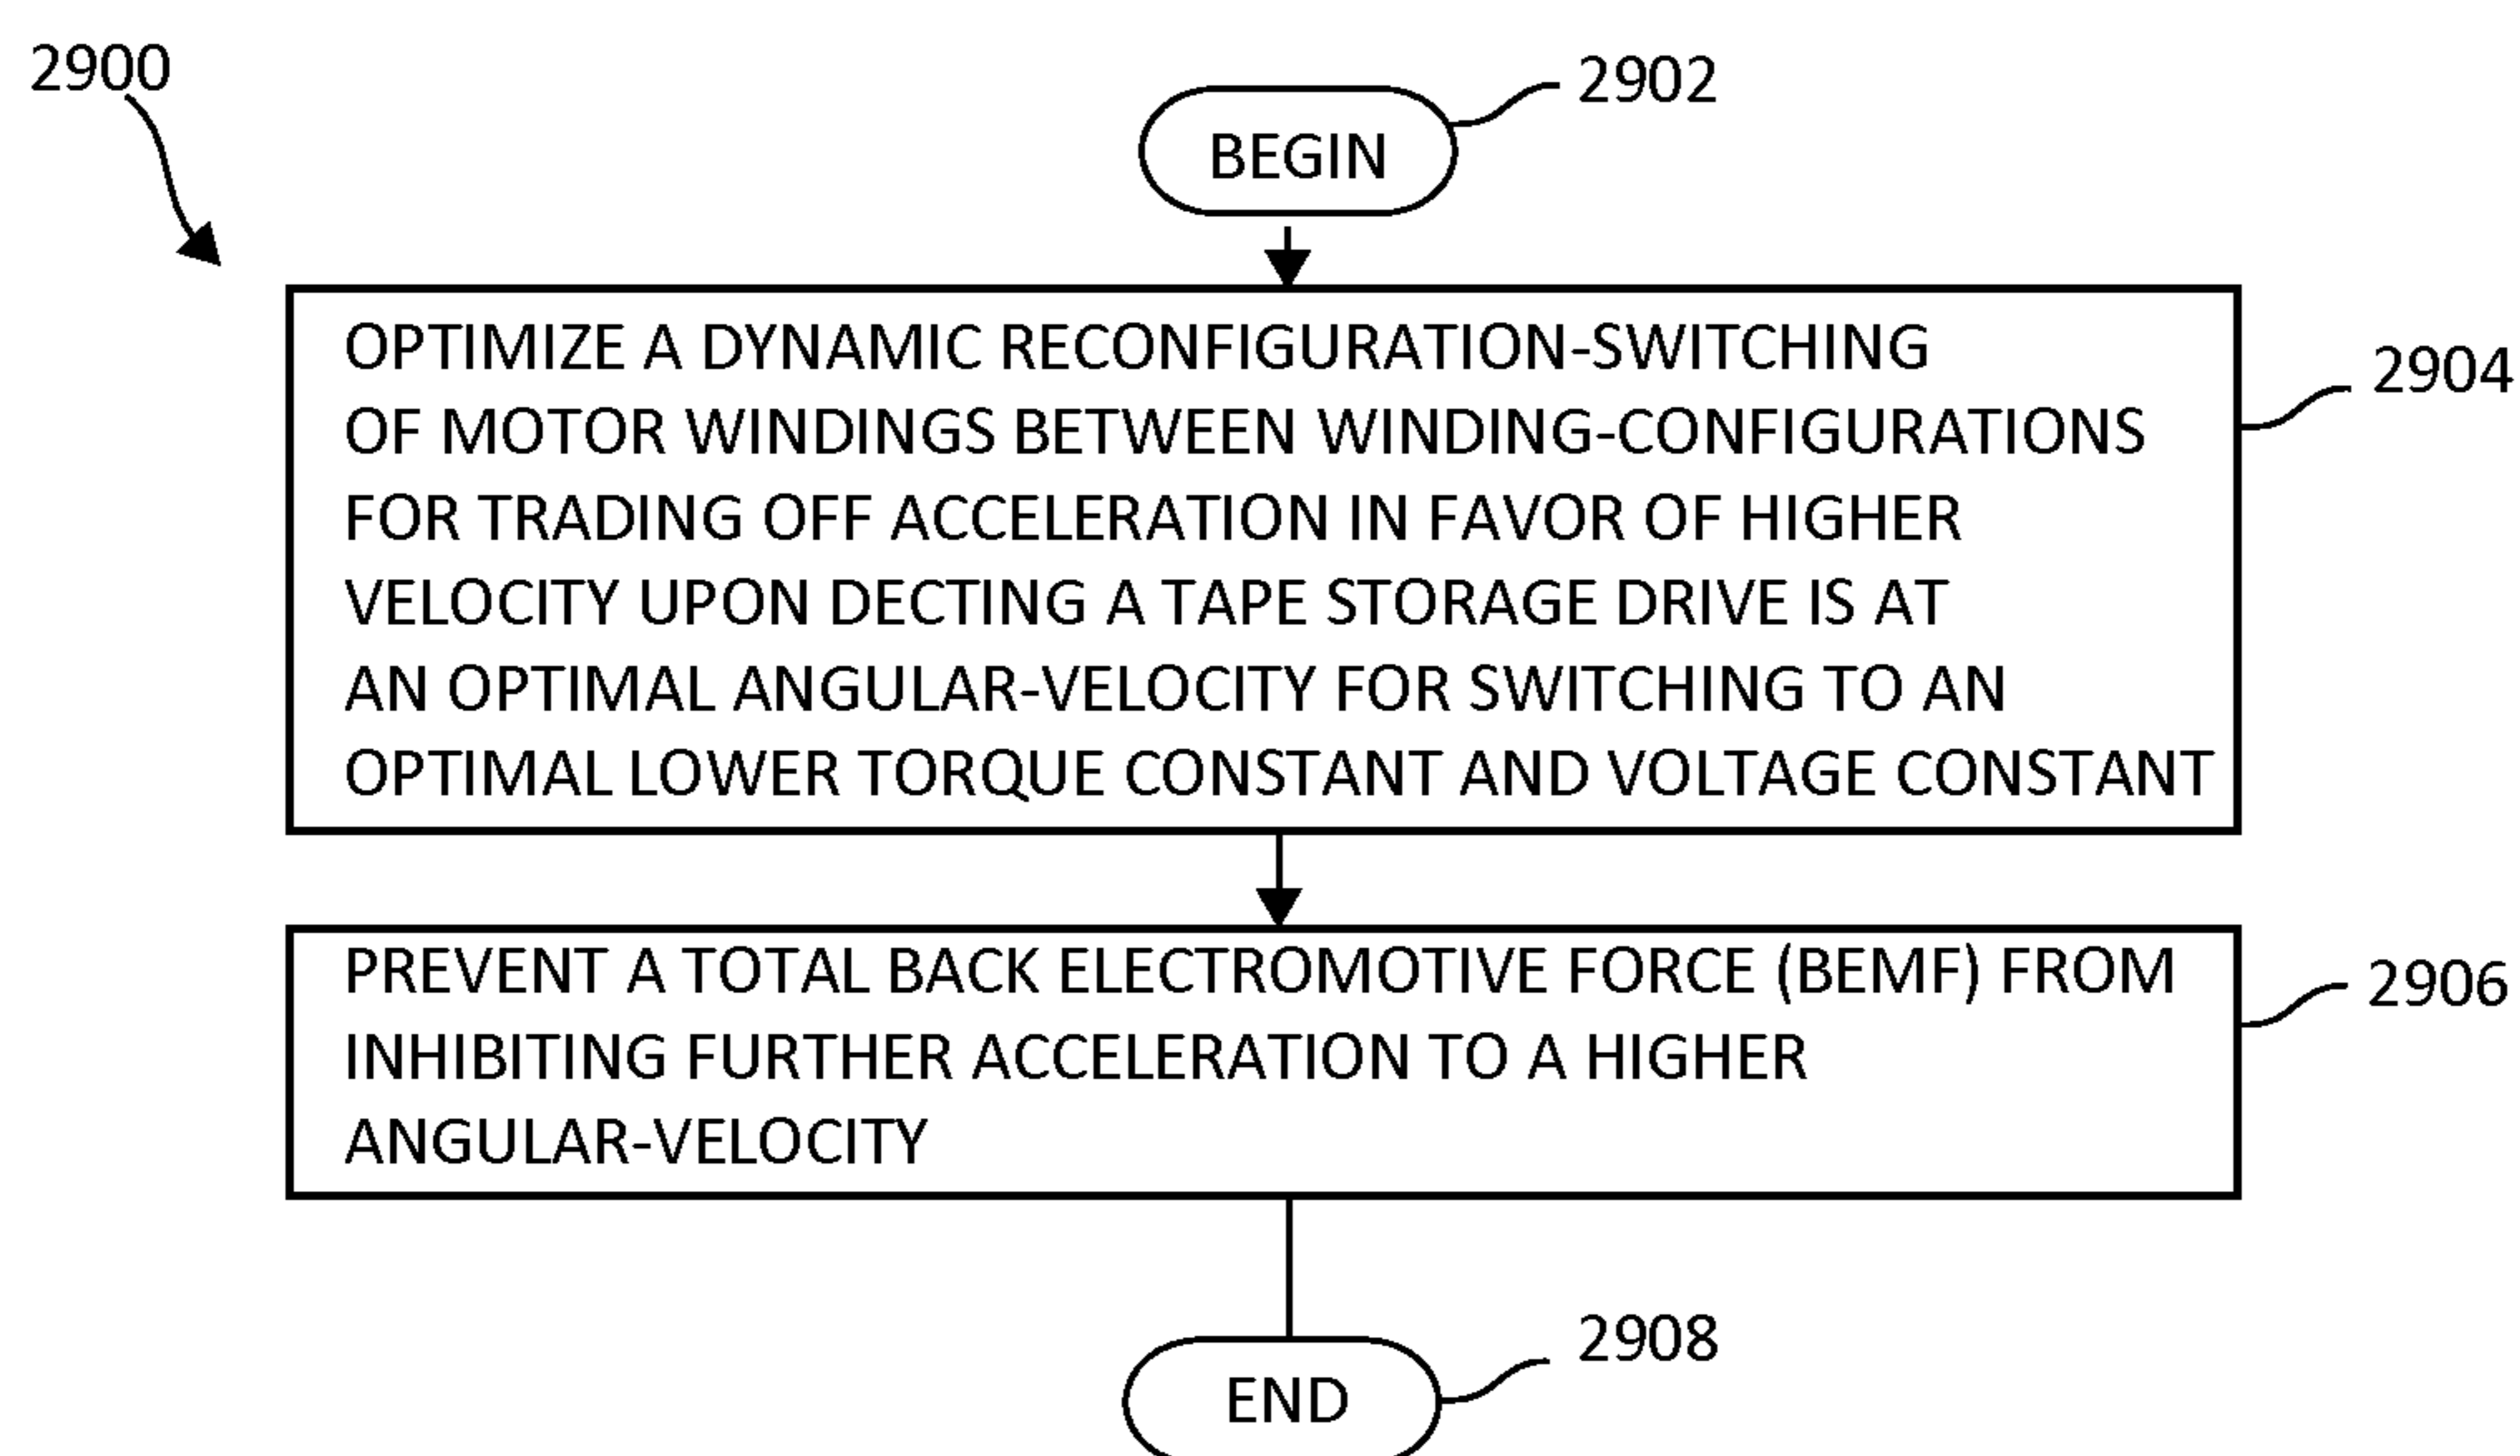 2900
2902
BEGIN
OPTIMIZE A DYNAMIC RECONFIGURATION-SWITCHING
OF MOTOR WINDINGS BETWEEN WINDING-CONFIGURATIONS
FOR TRADING OFF ACCELERATION IN FAVOR OF HIGHER
VELOCITY UPON DECTING A TAPE STORAGE DRIVE IS AT
AN OPTIMAL ANGULAR-VELOCITY FOR SWITCHING TO AN
OPTIMAL LOWER TORQUE CONSTANT AND VOLTAGE CONSTANT
2904
PREVENT A TOTAL BACK ELECTROMOTIVE FORCE (BEMF) FROM
INHIBITING FURTHER ACCELERATION TO A HIGHER
ANGULAR-VELOCITY
2906
2908
END